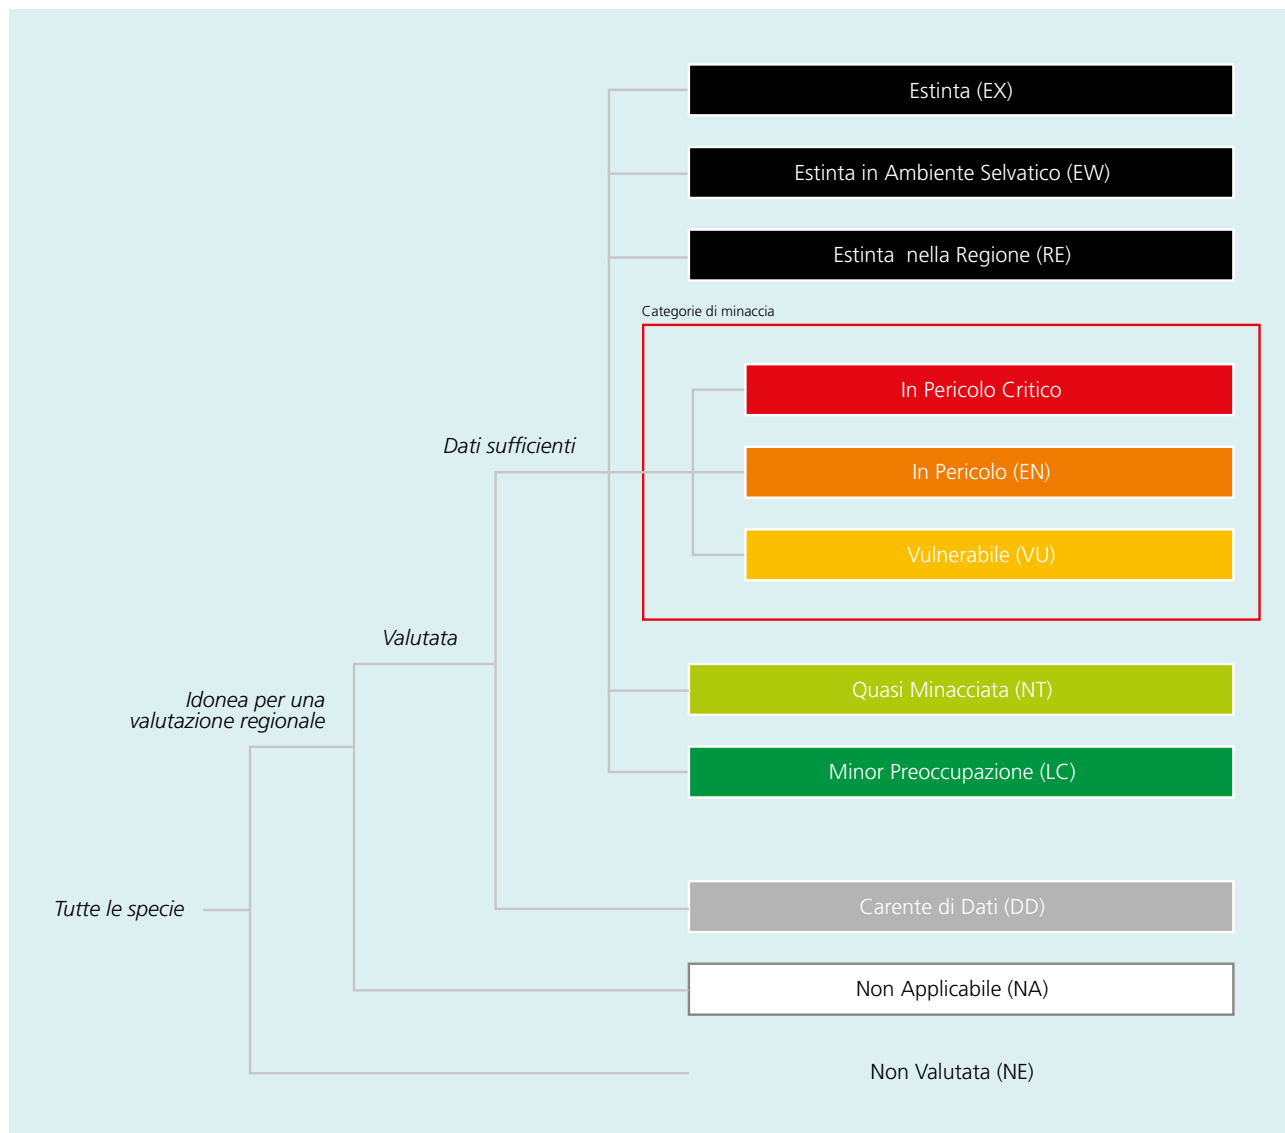 Estinta (EX)
Estinta in Ambiente Selvatico (EW)
Estinta  nella Regione (RE)
Categorie di minaccia
In Pericolo Critico
Dati sufficienti
In Pericolo (EN)
Vulnerabile (VU)
Valutata
Idonea per una
valutazione regionale
Quasi Minacciata (NT)
Minor Preoccupazione (LC)
Tutte le specie
Carente di Dati (DD)
Non Applicabile (NA)
Non Valutata (NE)